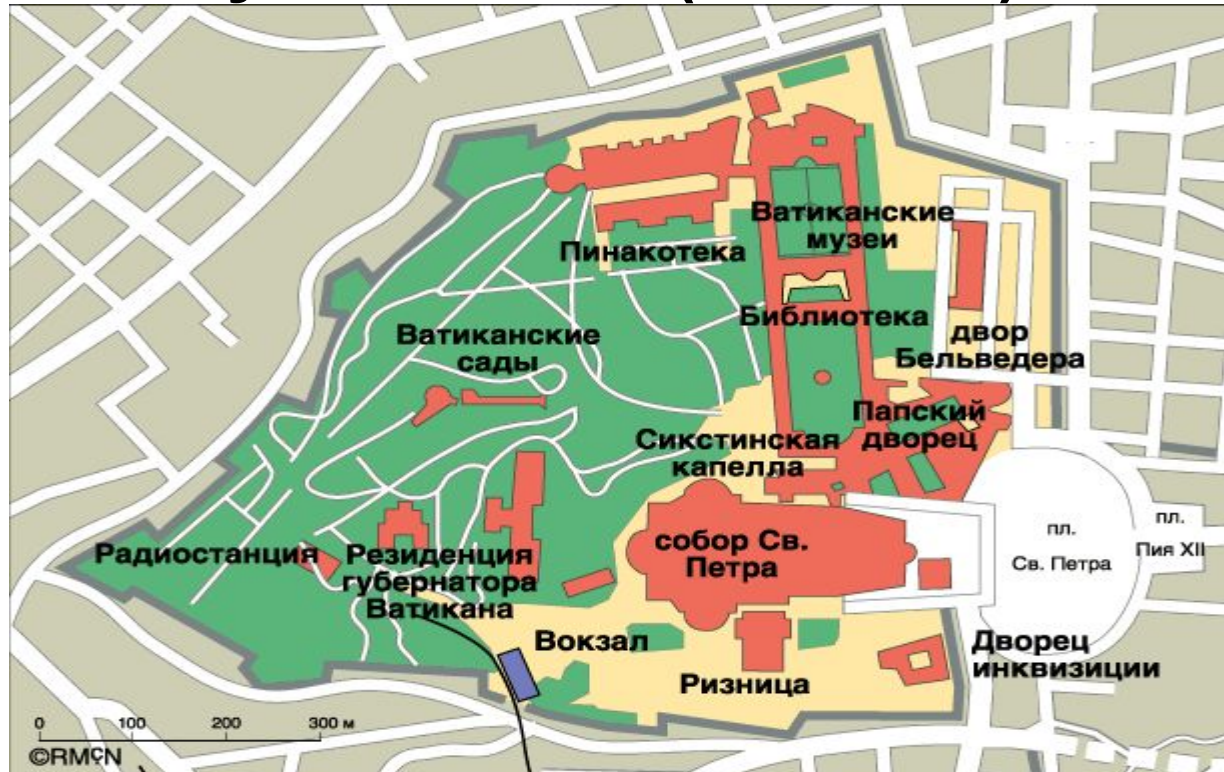 Ватиканские
музеи
Пинакотека
Библиотека
Ватиканские
сады
двор
Бельведера
Папский
дворец
Сикстинская
капелла
Радиостанция
Резиденция
губернатора
Ватикана
собор Св.
Петра
пл.
Св. Петра
пл.
Пия XII
Вокзал
Ризница
Дворец
инквизиции
0 100 200 300 м
©RMCN